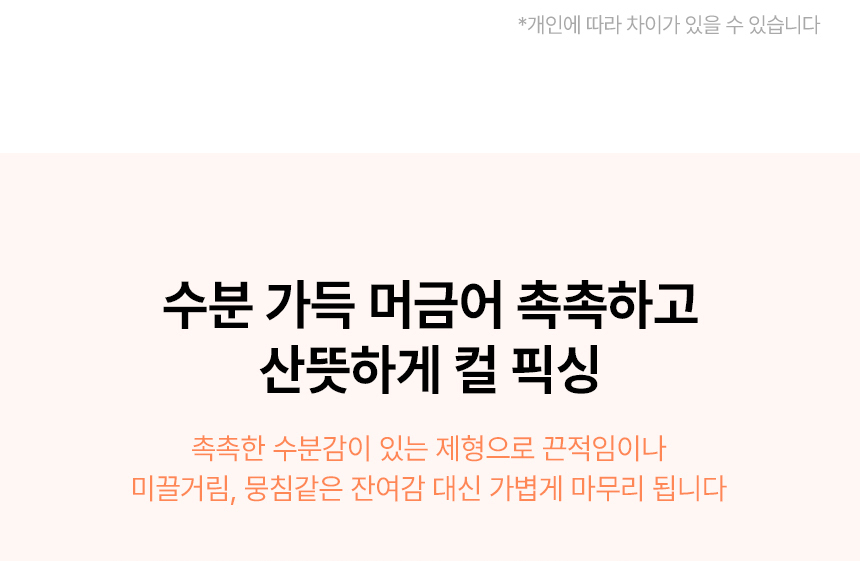 *개인에 따라 차이가 있을 수 있습니다
수분 가득 머금어 촉촉하고
산뜻하게 컬 픽싱
촉촉한 수분감이 있는 제형으로 끈적임이나
미끌거림, 뭉침같은 잔여감 대신 가볍게 마무리 됩니다